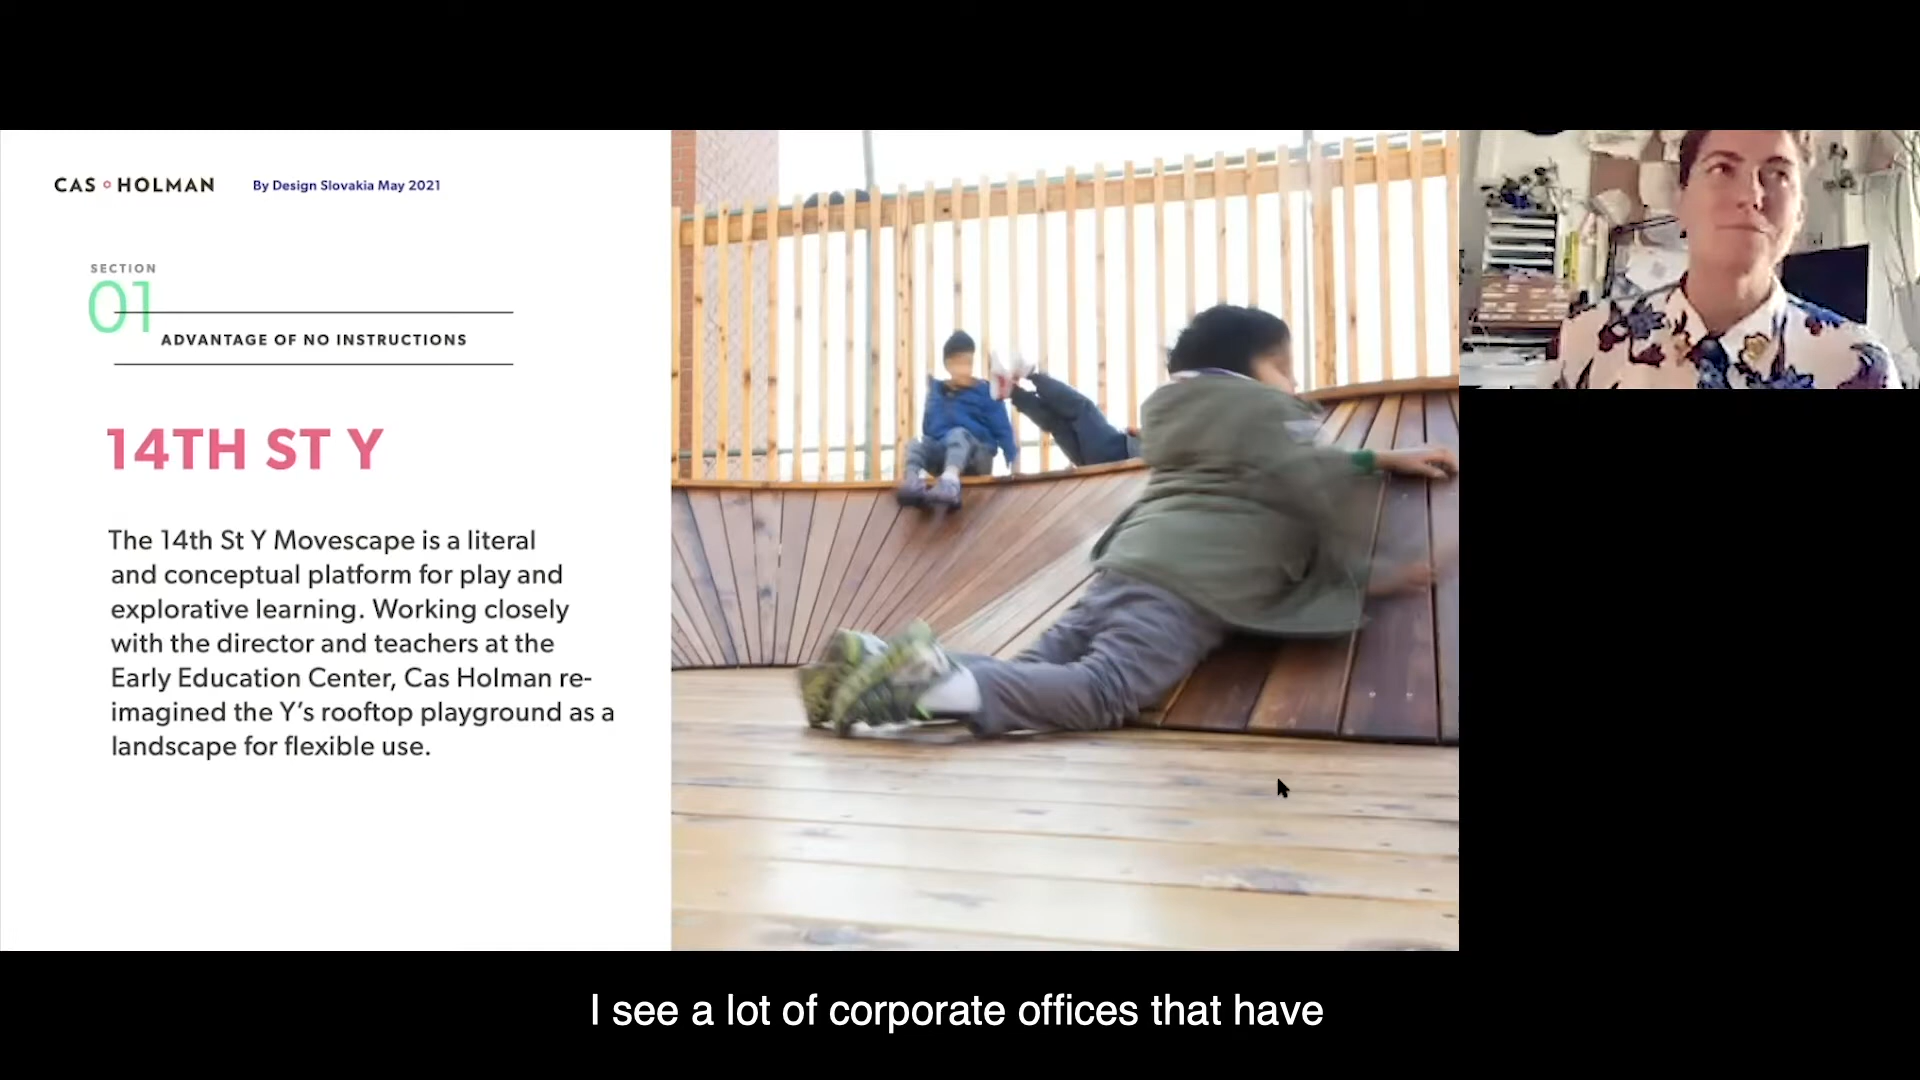 CAS HOLMAN
By Design Slovakia May 2021
SECTION
01
ADVANTAGE OF NO INSTRUCTIONS
14TH ST Y
The 14th St Y Movescape is a literal
and conceptual platform for play and
explorative learning. Working closely
with the director and teachers at the
Early Education Center, Cas Holman re-
imagined the Y's rooftop playground as a
landscape for flexible use.
I see a lot of corporate offices that have